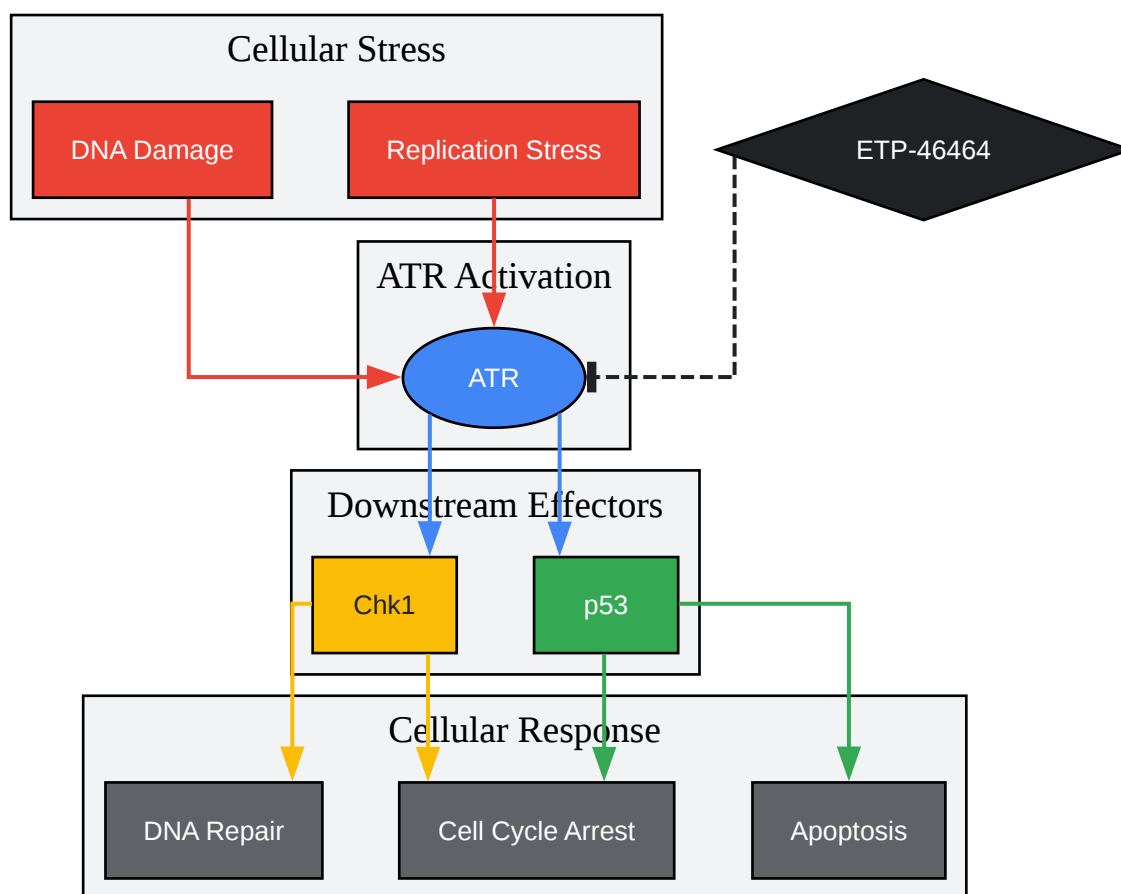 Cellular Stress
DNA Damage
Replication Stress
ETP-46464
ATR Activation
ATR
Downstream Effectors
Chk1
p53
Cellular Response
DNA Repair
Cell Cycle Arrest
Apoptosis